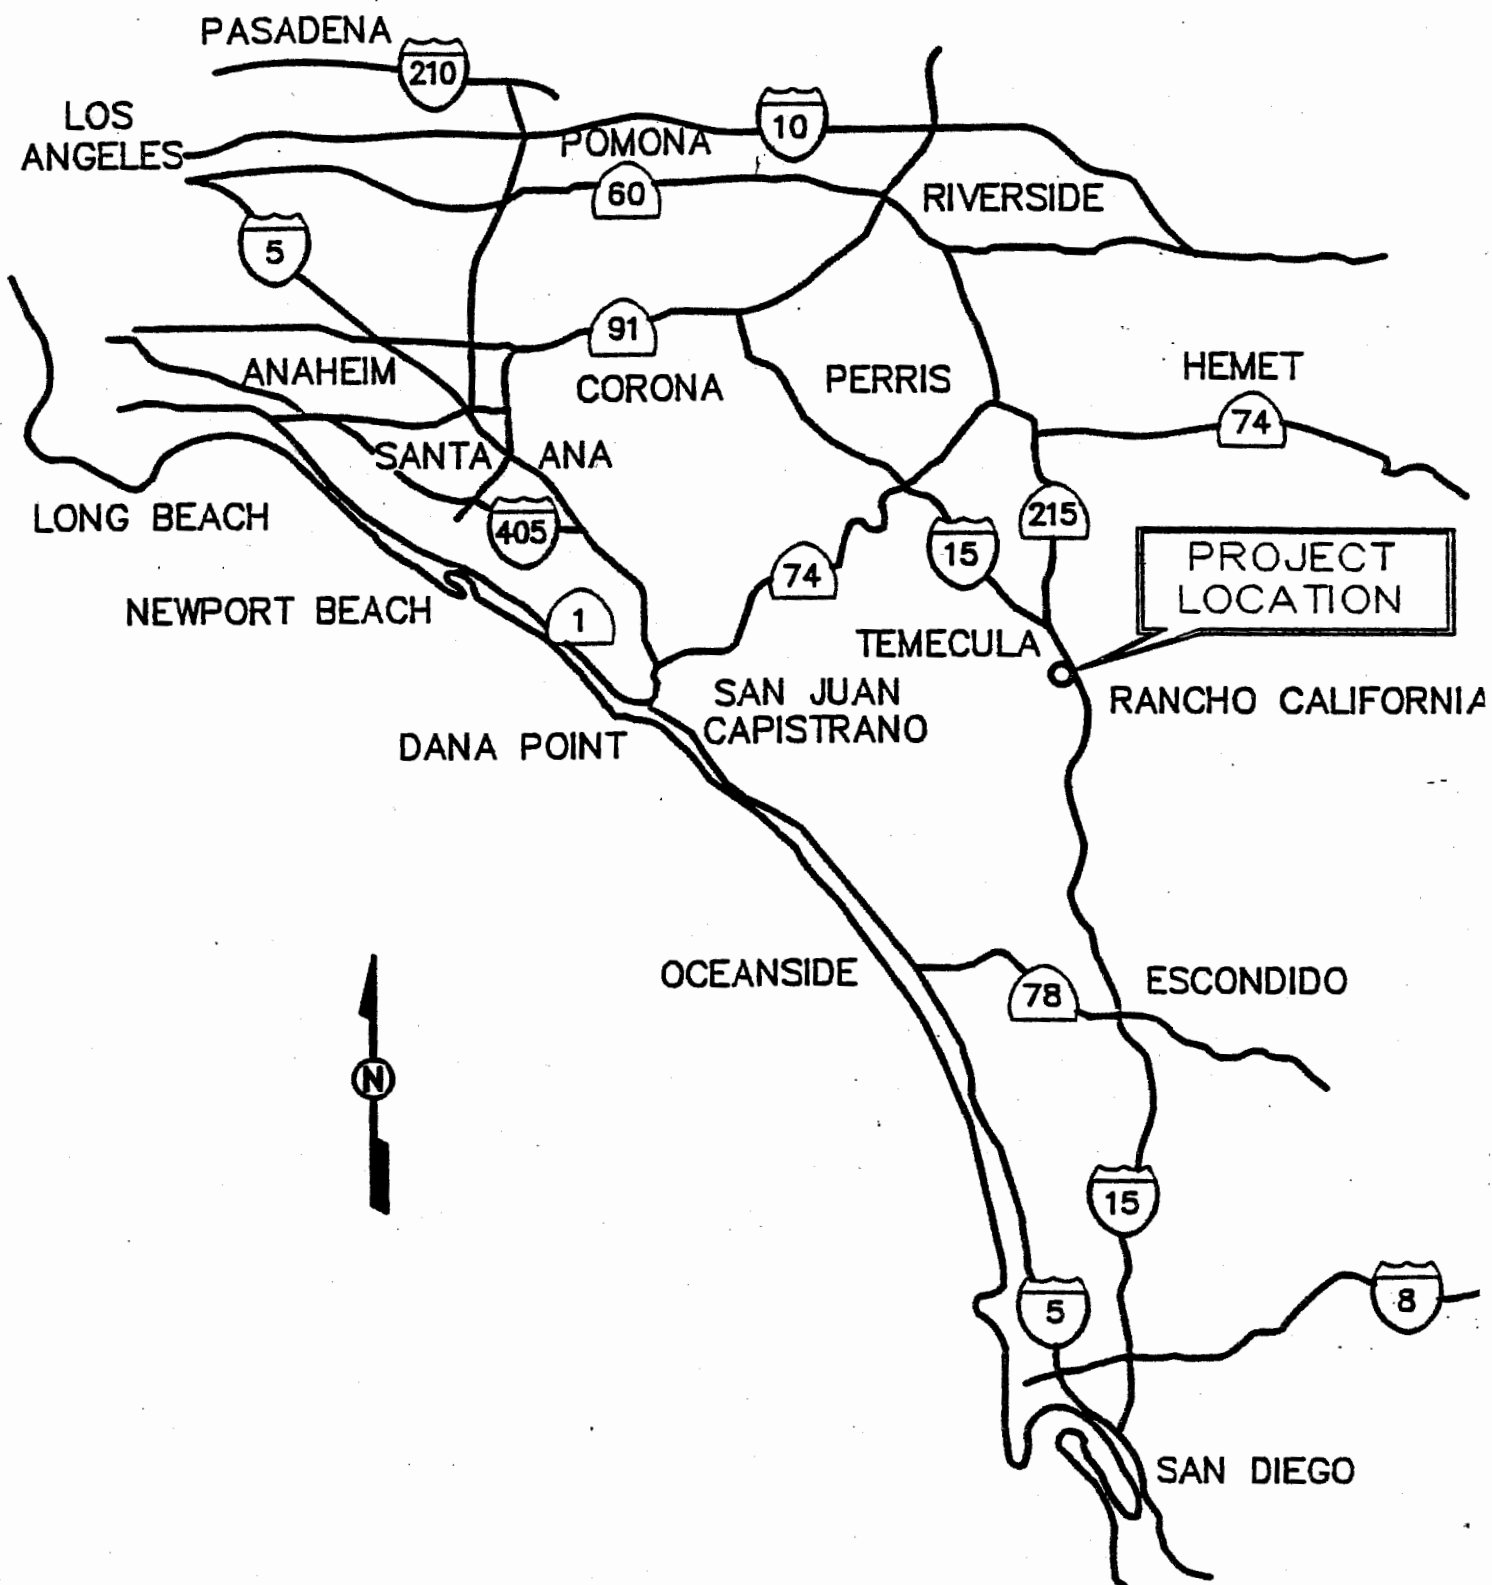 PASADENA
210
LOS
ANGELES
10
POMONA
60
RIVERSIDE
5
91
ANAHEIM
CORONA
PERRIS
HEMET
74
SANTA ANA
LONG BEACH
405
215
15
PROJECT
LOCATION
74
NEWPORT BEACH
1
TEMECULA
SAN JUAN
CAPISTRANO
RANCHO CALIFORNIA
DANA POINT
OCEANSIDE
78
ESCONDIDO
N
15
5
8
SAN DIEGO